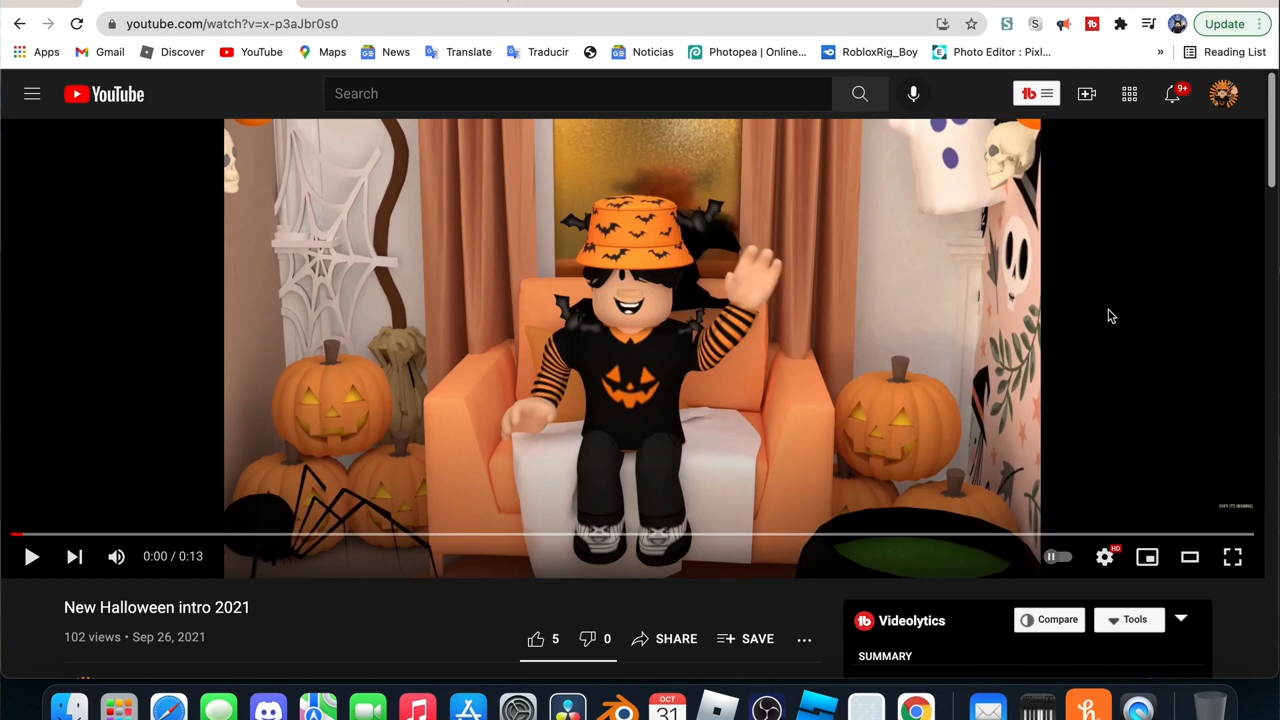 youtube.com/watch?v=x-p3aJbr0s0
Update
Apps Gmail Discover YouTube Maps News Translate Traducir Noticias Photopea | Online... RobloxRig_Boy Photo Editor : Pixl... » Reading List
YouTube
Search
9+
0:00 / 0:13
HD
New Halloween intro 2021
102 views • Sep 26, 2021
5 0 SHARE SAVE
Videolytics
Compare
Tools
SUMMARY
OCT
31